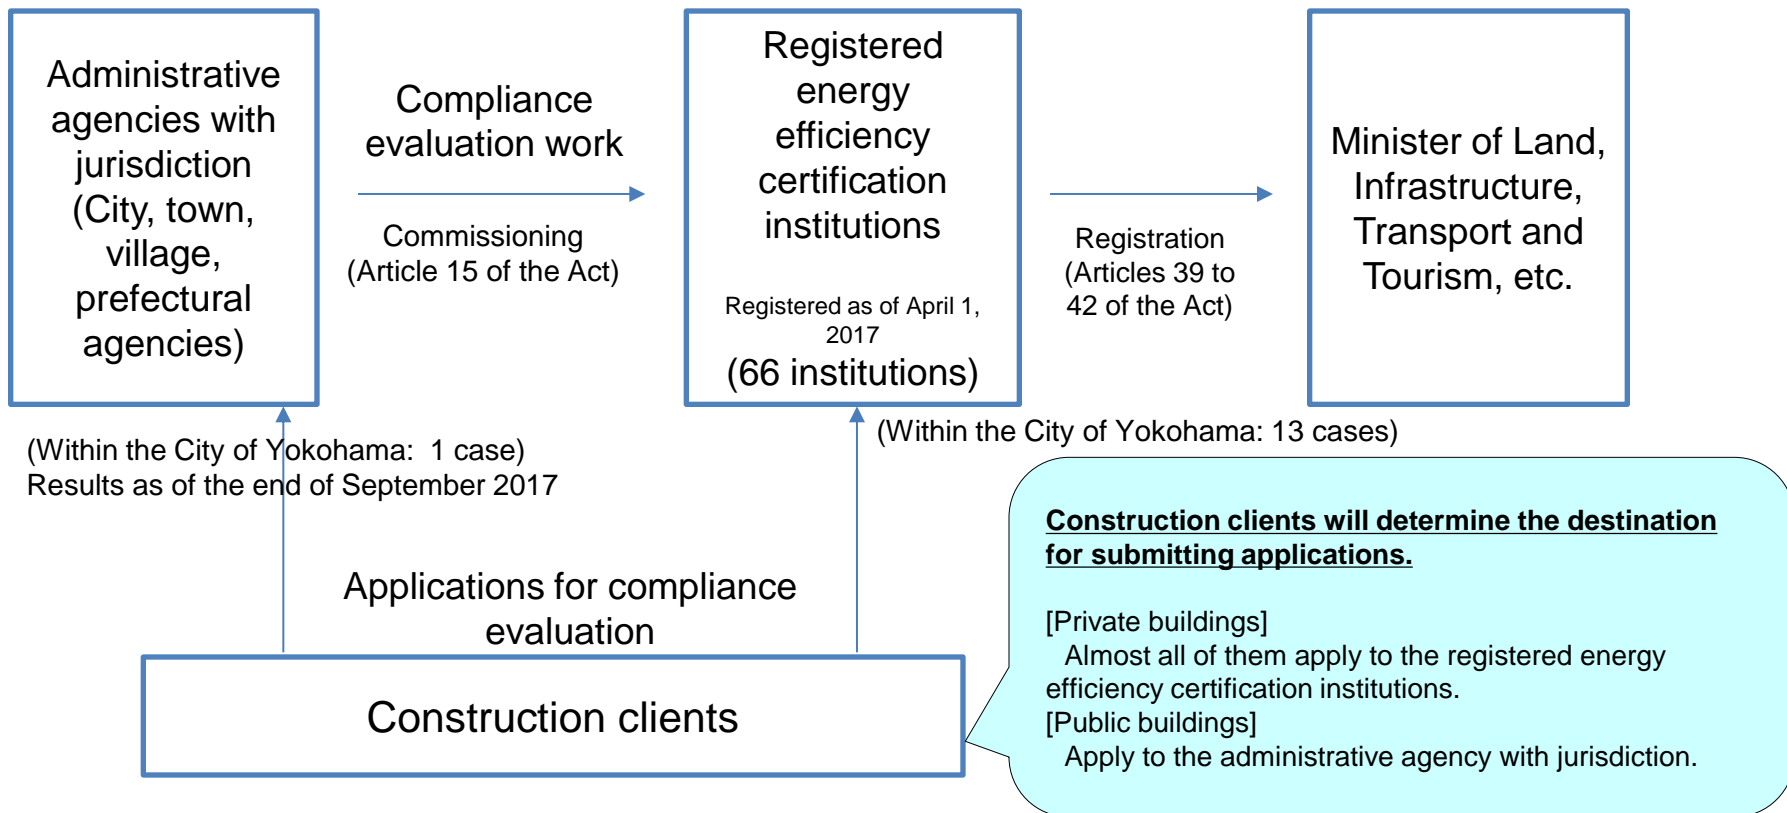 Administrative
agencies with
jurisdiction
(City, town,
village,
prefectural
agencies)
Compliance
evaluation work
Commissioning
(Article 15 of the Act)
Registered
energy
efficiency
certification
institutions
Registered as of April 1,
2017
(66 institutions)
Registration
(Articles 39 to
42 of the Act)
Minister of Land,
Infrastructure,
Transport and
Tourism, etc.
(Within the City of Yokohama:  1 case)
Results as of the end of September 2017
(Within the City of Yokohama: 13 cases)
Applications for compliance
evaluation
Construction clients
Construction clients will determine the destination
for submitting applications.
[Private buildings]
Almost all of them apply to the registered energy
efficiency certification institutions.
[Public buildings]
Apply to the administrative agency with jurisdiction.